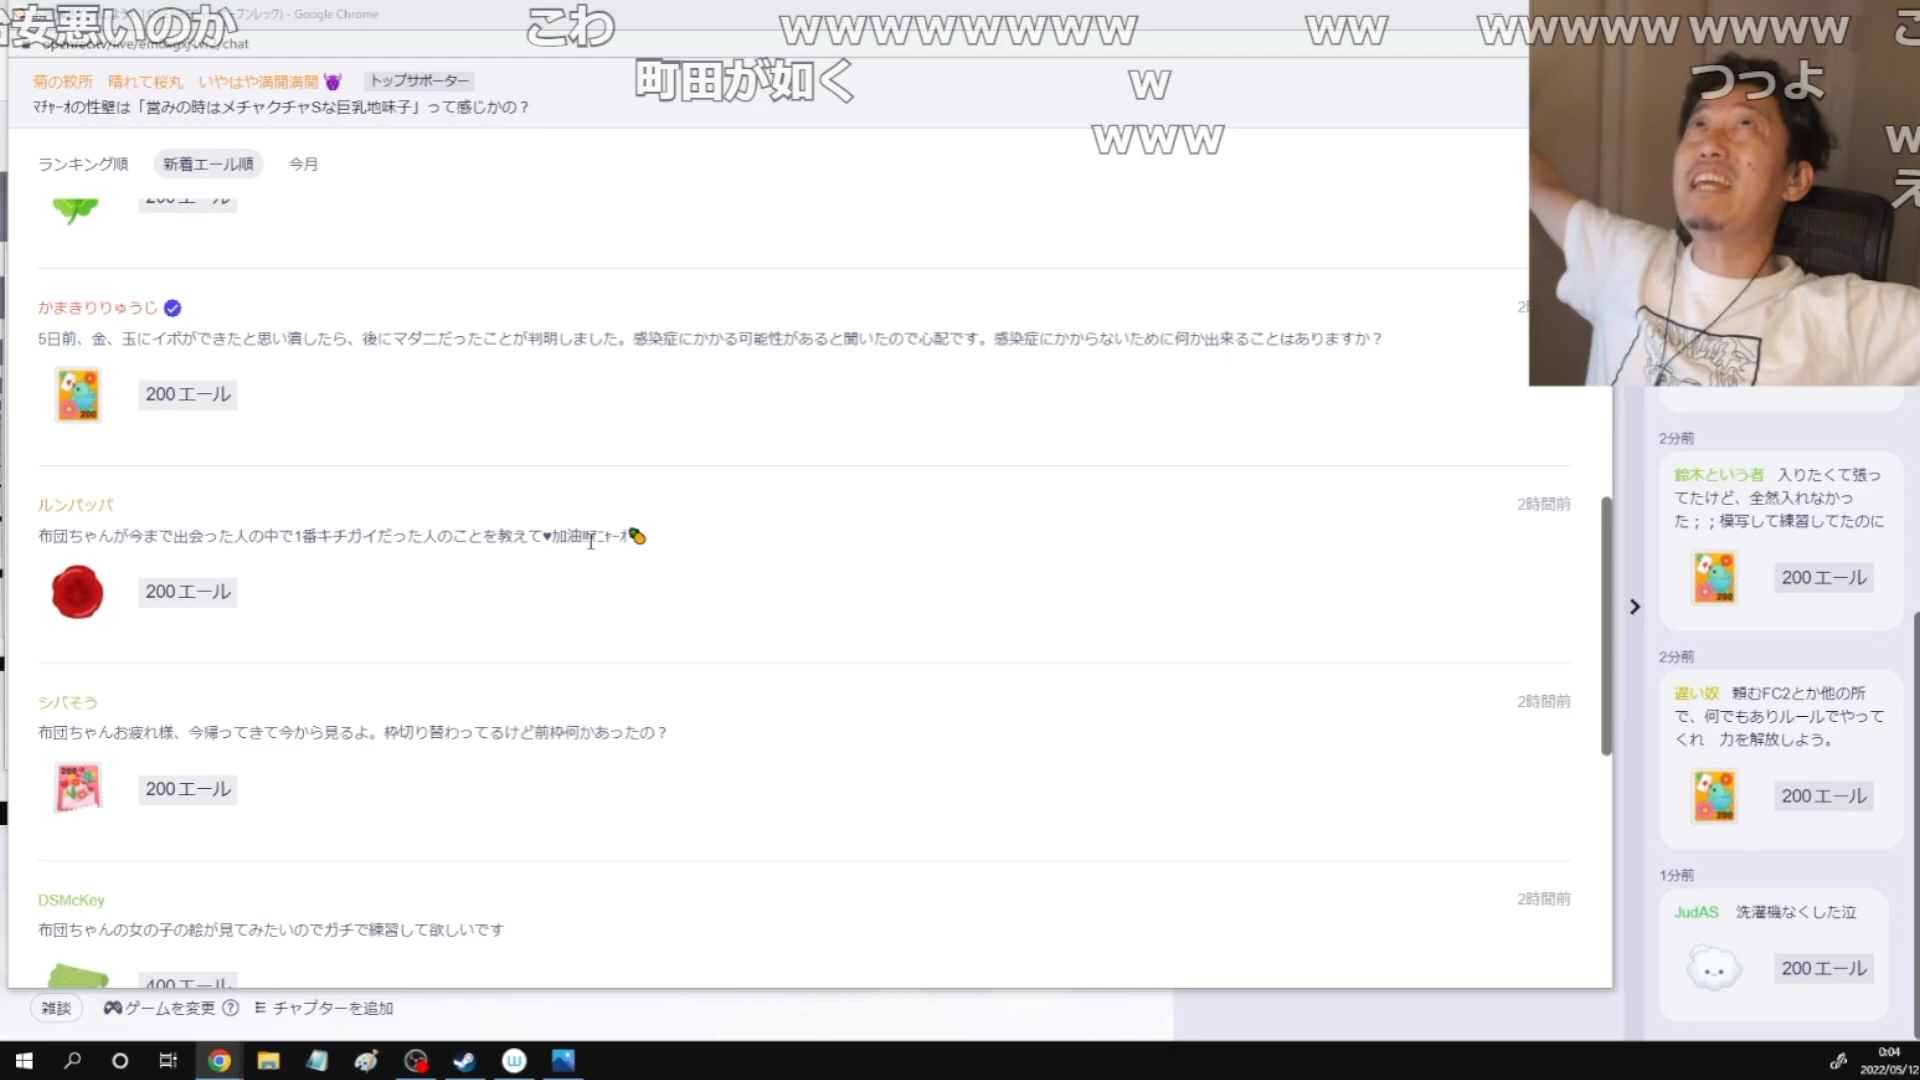 治安悪いのか
こわ
wwwwwwwww
ww
wwwwww
wwww
こ
町田が如く
w
つっよ
www
w
え
菊の紋所 晴れて桜丸 いやはや満開満開😈 トップサポーター
ﾏﾁｬｰｵの性壁は「営みの時はメチャクチャSな巨乳地味子」って感じかの？
ランキング順 新着エール順 今月
200エール
かまきりりゅうじ
5日前、金、玉にイボができたと思い潰したら、後にマダニだったことが判明しました。感染症にかかる可能性があると聞いたので心配です。感染症にかからないために何か出来ることはありますか？
200エール
ルンパッパ 2時間前
布団ちゃんが今まで出会った人の中で1番キチガイだった人のことを教えて♥加油
200エール
シバそう 2時間前
布団ちゃんお疲れ様、今帰ってきて今から見るよ。枠切り替わってるけど前枠何かあったの？
200エール
DSMcKey 2時間前
布団ちゃんの女の子の絵が見てみたいのでガチで練習して欲しいです
400エール
雑談 ゲームを変更 チャプターを追加
2分前
鈴木という者 入りたくて張っ
てたけど、全然入れなかっ
た；；模写して練習してたのに
200エール
2分前
遅い奴 頼むFC2とか他の所
で、何でもありルールでやって
くれ 力を解放しよう。
200エール
1分前
JudAS 洗濯機なくした泣
200エール
0:04
2022/05/12